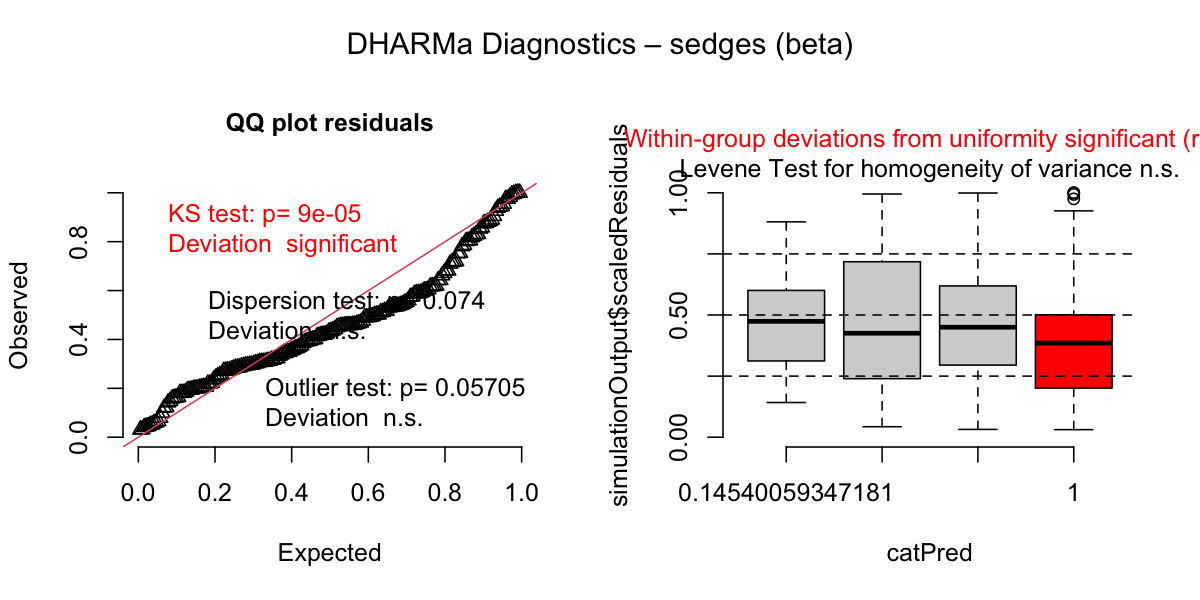 DHARMa Diagnostics – sedges (beta)
QQ plot residuals
KS test: p= 9e-05
Deviation  significant
Dispersion test: 0.074
Deviation n.s.
Outlier test: p= 0.05705
Deviation  n.s.
Observed
0.0
0.4
0.8
0.0
0.2
0.4
0.6
0.8
1.0
Expected
Within-group deviations from uniformity significant (r
Levene Test for homogeneity of variance n.s.
simulationOutput$scaledResiduals
0.00
0.50
1.00
0.14540059347181
1
catPred